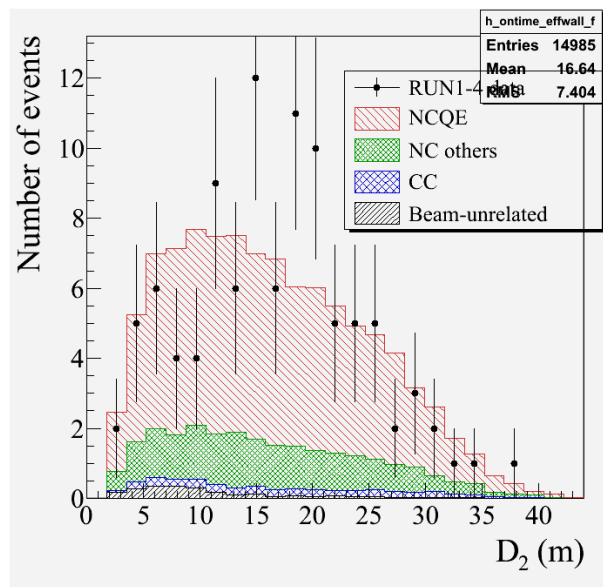 h_ontime_effwall_f
Entries 14985
Mean 16.64
RMS 7.404
RUN1-4 data
NCQE
NC others
CC
Beam-unrelated
Number of events
12
10
8
6
4
2
0
0 5 10 15 20 25 30 35 40
D₂ (m)